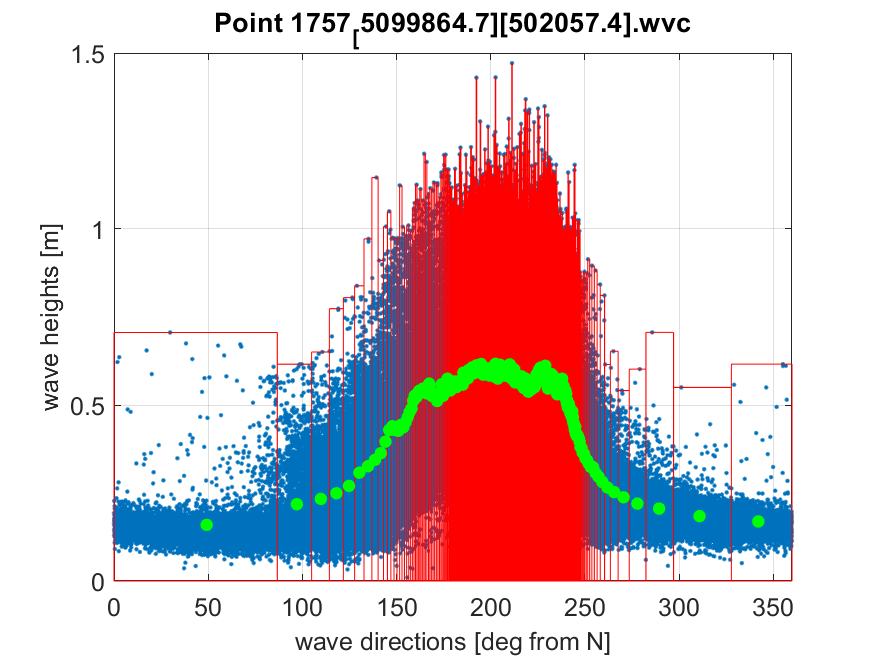 Point 1757[5099864.7][502057.4].wvc
1.5
1
0.5
0
wave heights [m]
0 50 100 150 200 250 300 350
wave directions [deg from N]